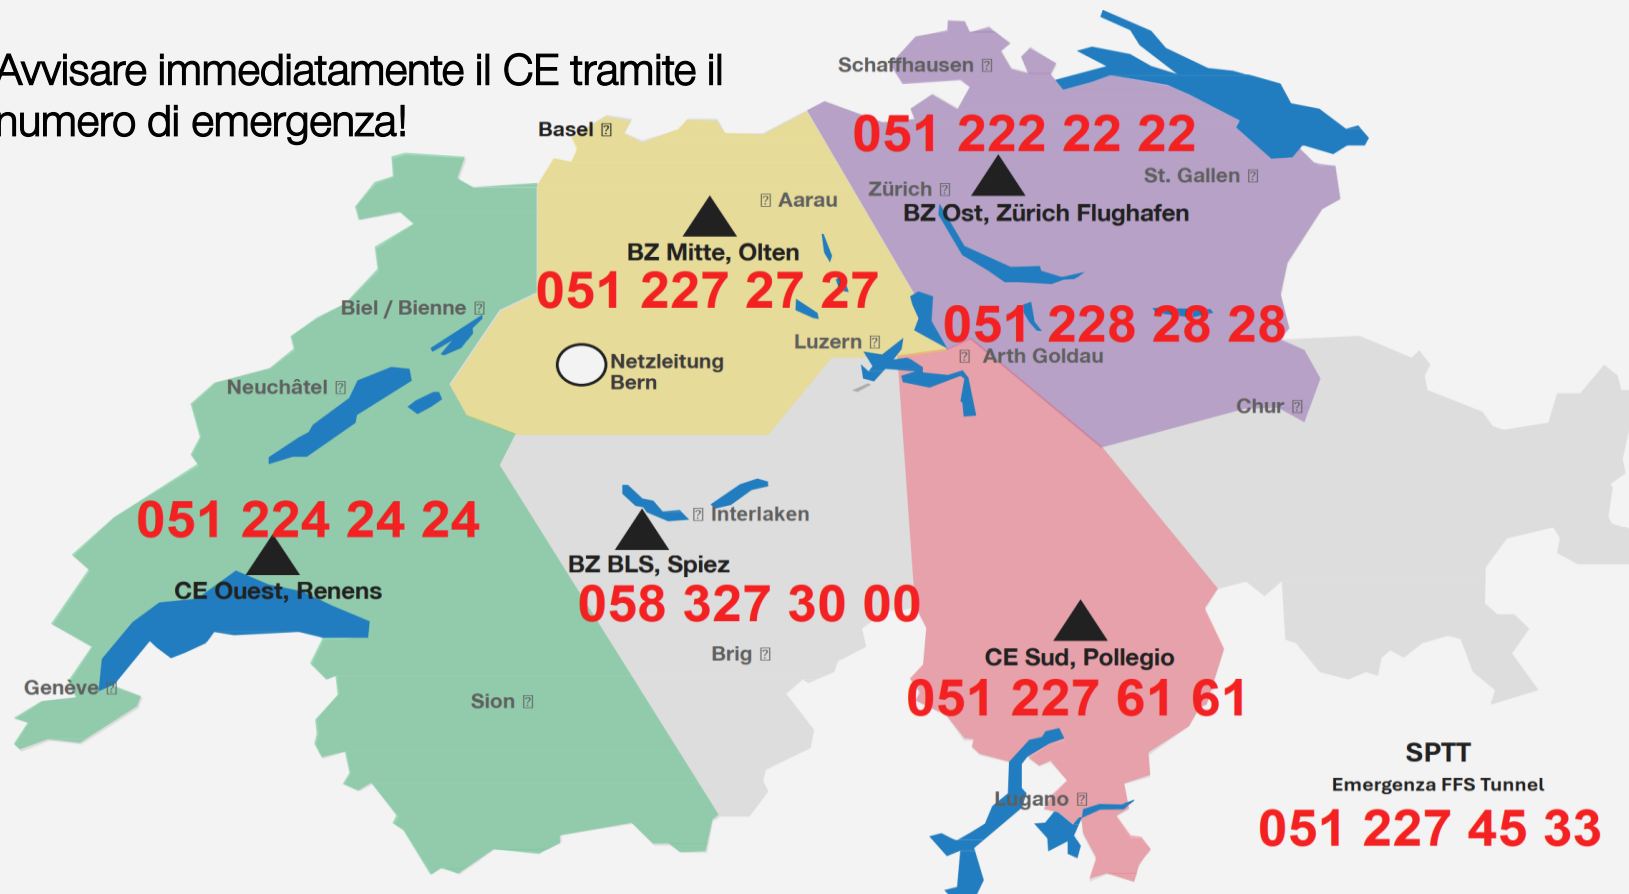 Avvisare immediatamente il CE tramite il
numero di emergenza!
Schaffhausen
Basel
051 222 22 22
Aarau
Zürich
St. Gallen
BZ Ost, Zürich Flughafen
BZ Mitte, Olten
051 227 27 27
Biel / Bienne
051 228 28 28
Luzern
Arth Goldau
Netzleitung
Bern
Neuchâtel
Chur
051 224 24 24
Interlaken
BZ BLS, Spiez
CE Ouest, Renens
058 327 30 00
Brig
CE Sud, Pollegio
Genève
Sion
051 227 61 61
SPTT
Emergenza FFS Tunnel
Lugano
051 227 45 33